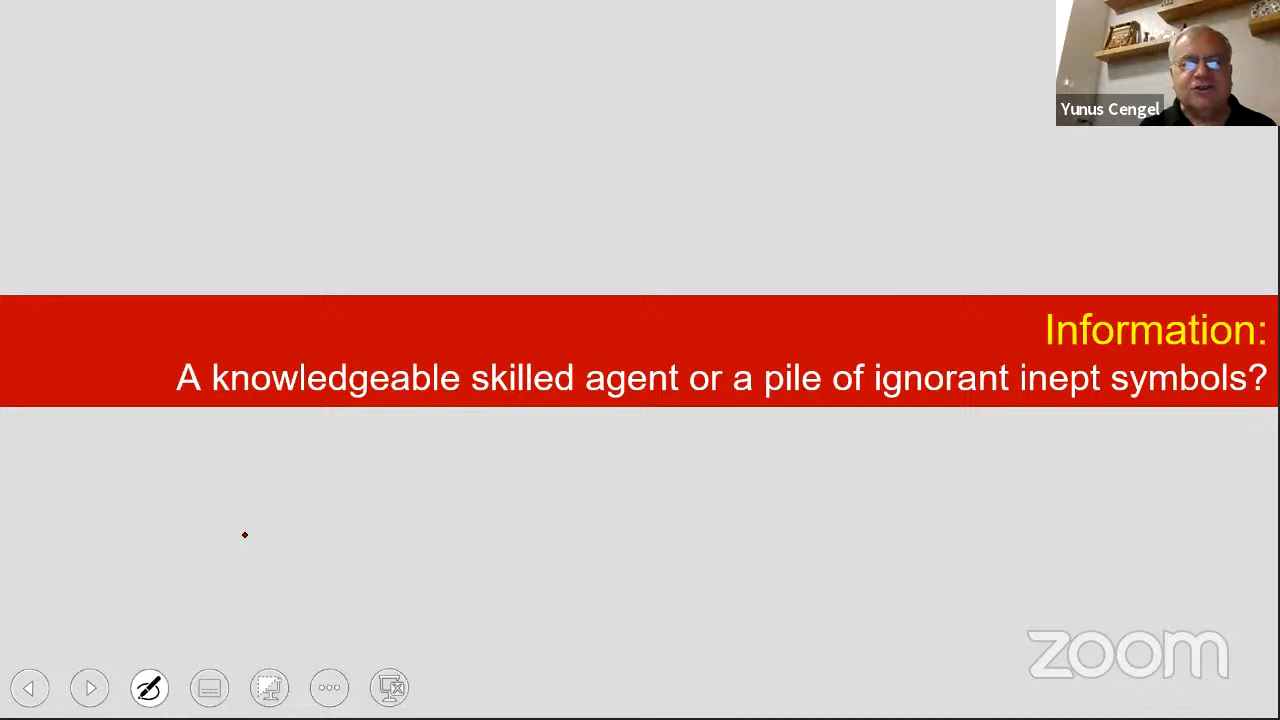 Yunus Cengel
Information:
A knowledgeable skilled agent or a pile of ignorant inept symbols?
zoom